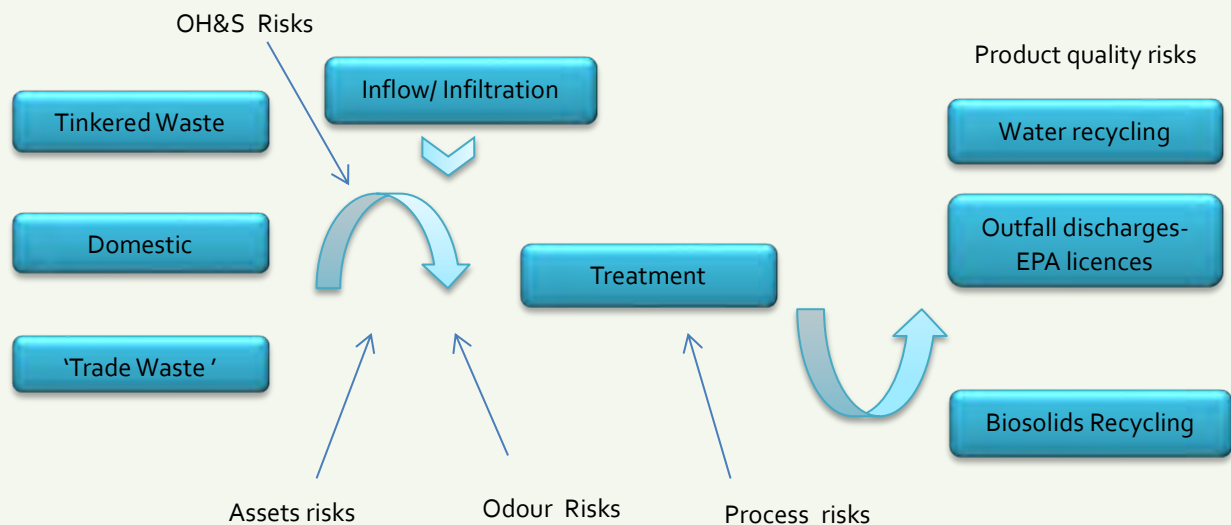 OH&S Risks
Product quality risks
Inflow/ Infiltration
Tinkered Waste
Water recycling
Domestic
Outfall discharges-
EPA licences
Treatment
‘Trade Waste ’
Biosolids Recycling
Assets risks
Odour Risks
Process risks